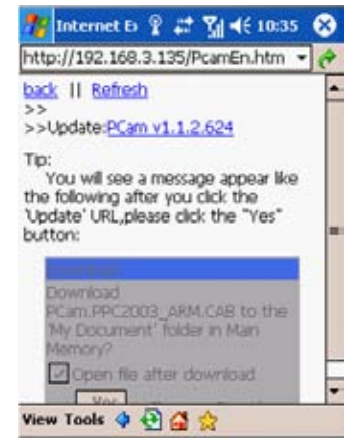 Internet Ex 10:35
http://192.168.3.135/PcamEn.htm
back || Refresh
>>
>>Update:PCam v1.1.2.624
Tip:
You will see a message appear like
the following after you click the
'Update' URL,please click the "Yes"
button:
Download
Download
PCam.PPC2003_ARM.CAB to the
'My Document' folder in Main
Memory?
Open file after download
Yes
View Tools